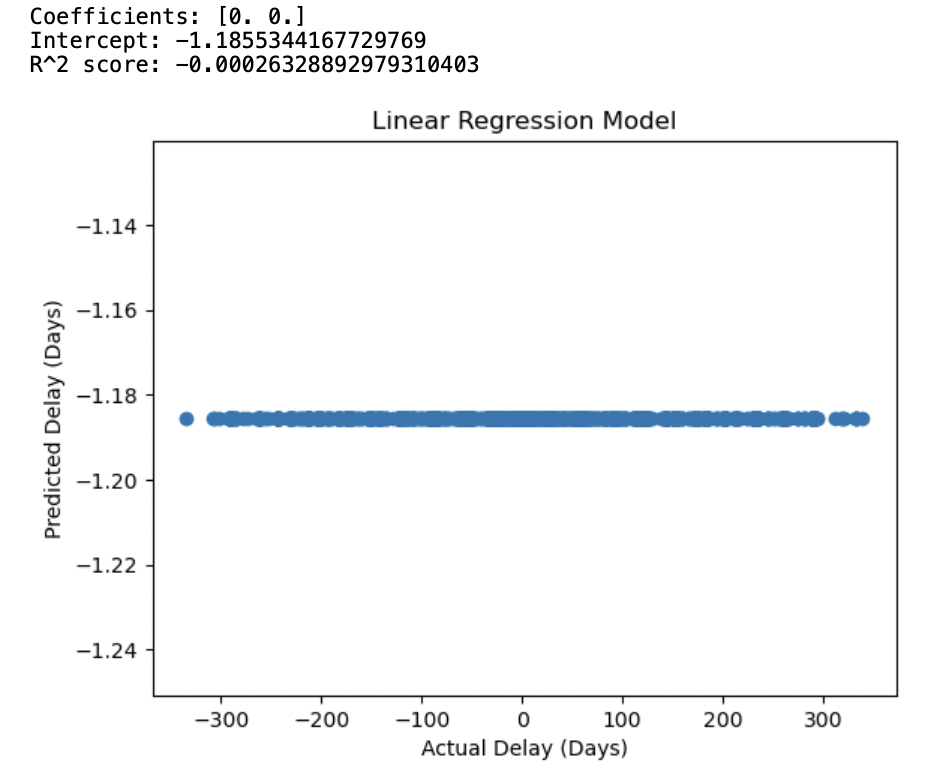 Coefficients: [0. 0.]
Intercept: −1.1855344167729769
R^2 score: −0.00026328892979310403
Linear Regression Model
−1.14
−1.16
−1.18
−1.20
−1.22
−1.24
Predicted Delay (Days)
−300 −200 −100 0 100 200 300
Actual Delay (Days)